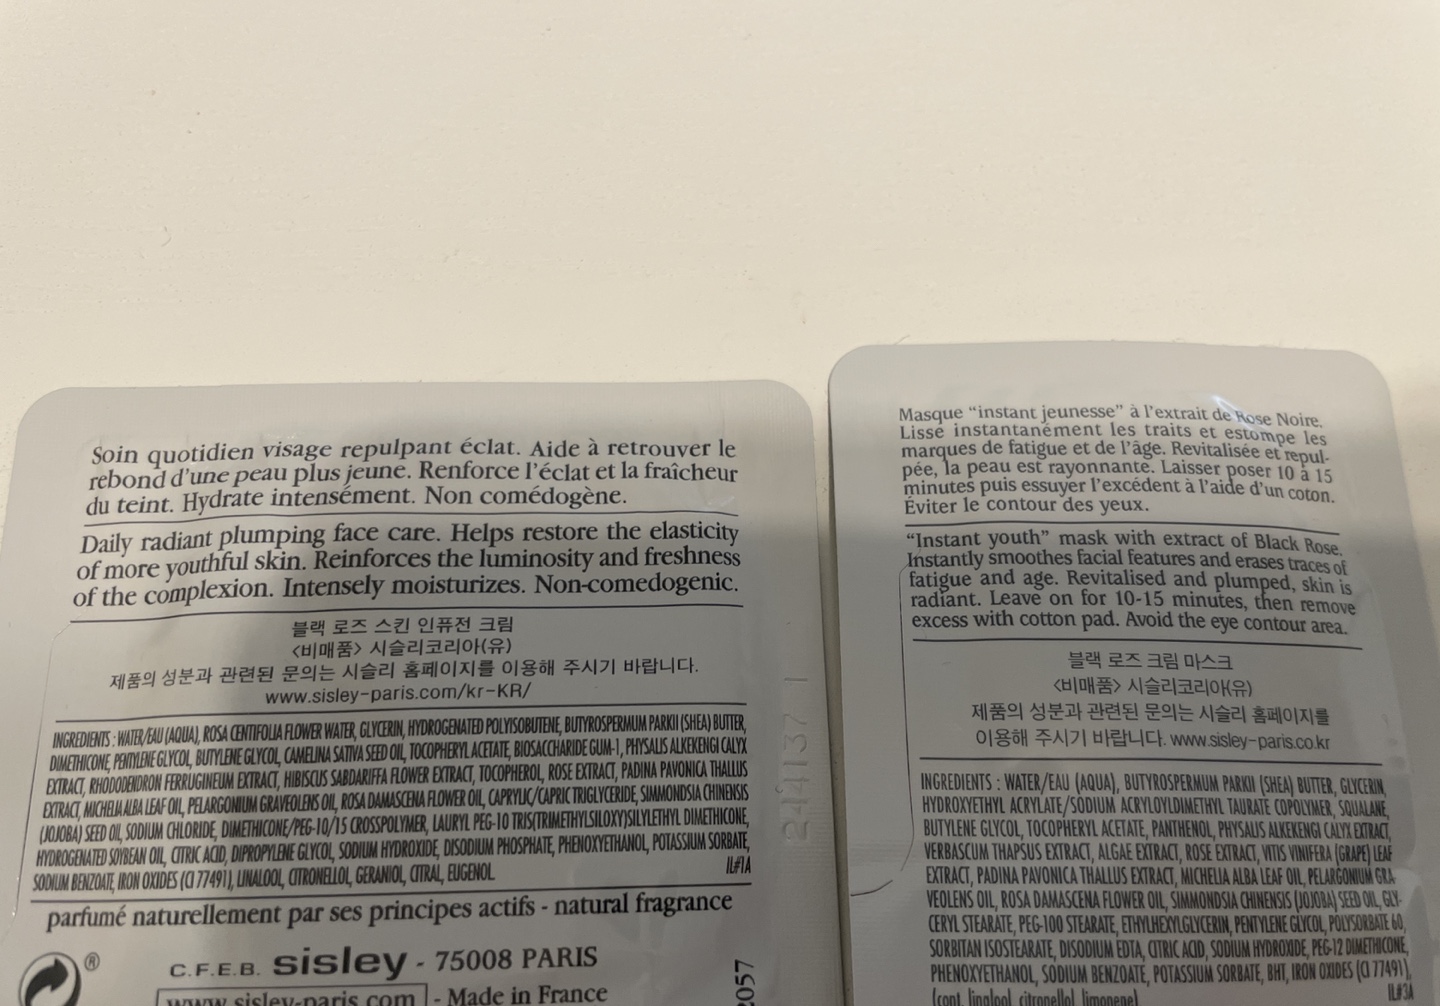 Soin quotidien visage repulpant éclat. Aide à retrouver le
rebond d'une peau plus jeune. Renforce l'éclat et la fraîcheur
du teint. Hydrate intensément. Non comédogène.
Daily radiant plumping face care. Helps restore the elasticity
of more youthful skin. Reinforces the luminosity and freshness
of the complexion. Intensely moisturizes. Non-comedogenic.
블랙 로즈 스킨 인퓨전 크림
<비매품> 시슬리코리아(유)
제품의 성분과 관련된 문의는 시슬리 홈페이지를 이용해 주시기 바랍니다.
www.sisley-paris.com/kr-KR/
INGREDIENTS : WATER/EAU (AQUA), ROSA CENTIFOLIA FLOWER WATER, GLYCERIN, HYDROGENATED POLYISOBUTENE, BUTYROSPERMUM PARKII (SHEA) BUTTER,
DIMETHICONE, PENTYLENE GLYCOL, BUTYLENE GLYCOL, CAMELINA SATIVA SEED OIL, TOCOPHERYL ACETATE, BIOSACCHARIDE GUM-1, PHYSALIS ALKEKENGI CALYX
EXTRACT, RHODODENDRON FERRUGINEUM EXTRACT, HIBISCUS SABDARIFFA FLOWER EXTRACT, TOCOPHEROL, ROSE EXTRACT, PADINA PAVONICA THALLUS
EXTRACT, MICHELIA ALBA LEAF OIL, PELARGONIUM GRAVEOLENS OIL, ROSA DAMASCENA FLOWER OIL, CAPRYLIC/CAPRIC TRIGLYCERIDE, SIMMONDSIA CHINENSIS
(JOJOBA) SEED OIL, SODIUM CHLORIDE, DIMETHICONE/PEG-10/15 CROSSPOLYMER, LAURYL PEG-10 TRIS(TRIMETHYLSILOXY)SILYLETHYL DIMETHICONE,
HYDROGENATED SOYBEAN OIL, CITRIC ACID, DIPROPYLENE GLYCOL, SODIUM HYDROXIDE, DISODIUM PHOSPHATE, PHENOXYETHANOL, POTASSIUM SORBATE,
SODIUM BENZOATE, IRON OXIDES (CI 77491), LINALOOL, CITRONELLOL, GERANIOL, CITRAL, EUGENOL. IL#1A
parfumé naturellement par ses principes actifs - natural fragrance
®
C.F.E.B. sisley - 75008 PARIS
www.sisley-paris.com - Made in France
2057
244137 1
Masque "instant jeunesse" à l'extrait de Rose Noire.
Lisse instantanément les traits et estompe les
marques de fatigue et de l'âge. Revitalisée et repul-
pée, la peau est rayonnante. Laisser poser 10 à 15
minutes puis essuyer l'excédent à l'aide d'un coton.
Éviter le contour des yeux.
"Instant youth" mask with extract of Black Rose.
Instantly smoothes facial features and erases traces of
fatigue and age. Revitalised and plumped, skin is
radiant. Leave on for 10-15 minutes, then remove
excess with cotton pad. Avoid the eye contour area.
블랙 로즈 크림 마스크
<비매품> 시슬리코리아(유)
제품의 성분과 관련된 문의는 시슬리 홈페이지를
이용해 주시기 바랍니다. www.sisley-paris.co.kr
INGREDIENTS : WATER/EAU (AQUA), BUTYROSPERMUM PARKII (SHEA) BUTTER, GLYCERIN,
HYDROXYETHYL ACRYLATE/SODIUM ACRYLOYLDIMETHYL TAURATE COPOLYMER, SQUALANE,
BUTYLENE GLYCOL, TOCOPHERYL ACETATE, PANTHENOL, PHYSALIS ALKEKENGI CALYX EXTRACT,
VERBASCUM THAPSUS EXTRACT, ALGAE EXTRACT, ROSE EXTRACT, VITIS VINIFERA (GRAPE) LEAF
EXTRACT, PADINA PAVONICA THALLUS EXTRACT, MICHELIA ALBA LEAF OIL, PELARGONIUM GRA-
VEOLENS OIL, ROSA DAMASCENA FLOWER OIL, SIMMONDSIA CHINENSIS (JOJOBA) SEED OIL, GLY-
CERYL STEARATE, PEG-100 STEARATE, ETHYLHEXYLGLYCERIN, PENTYLENE GLYCOL, POLYSORBATE 60,
SORBITAN ISOSTEARATE, DISODIUM EDTA, CITRIC ACID, SODIUM HYDROXIDE, PEG-12 DIMETHICONE,
PHENOXYETHANOL, SODIUM BENZOATE, POTASSIUM SORBATE, BHT, IRON OXIDES (CI 77491),
(cont. linalool, citronellol, limonene) IL#3A